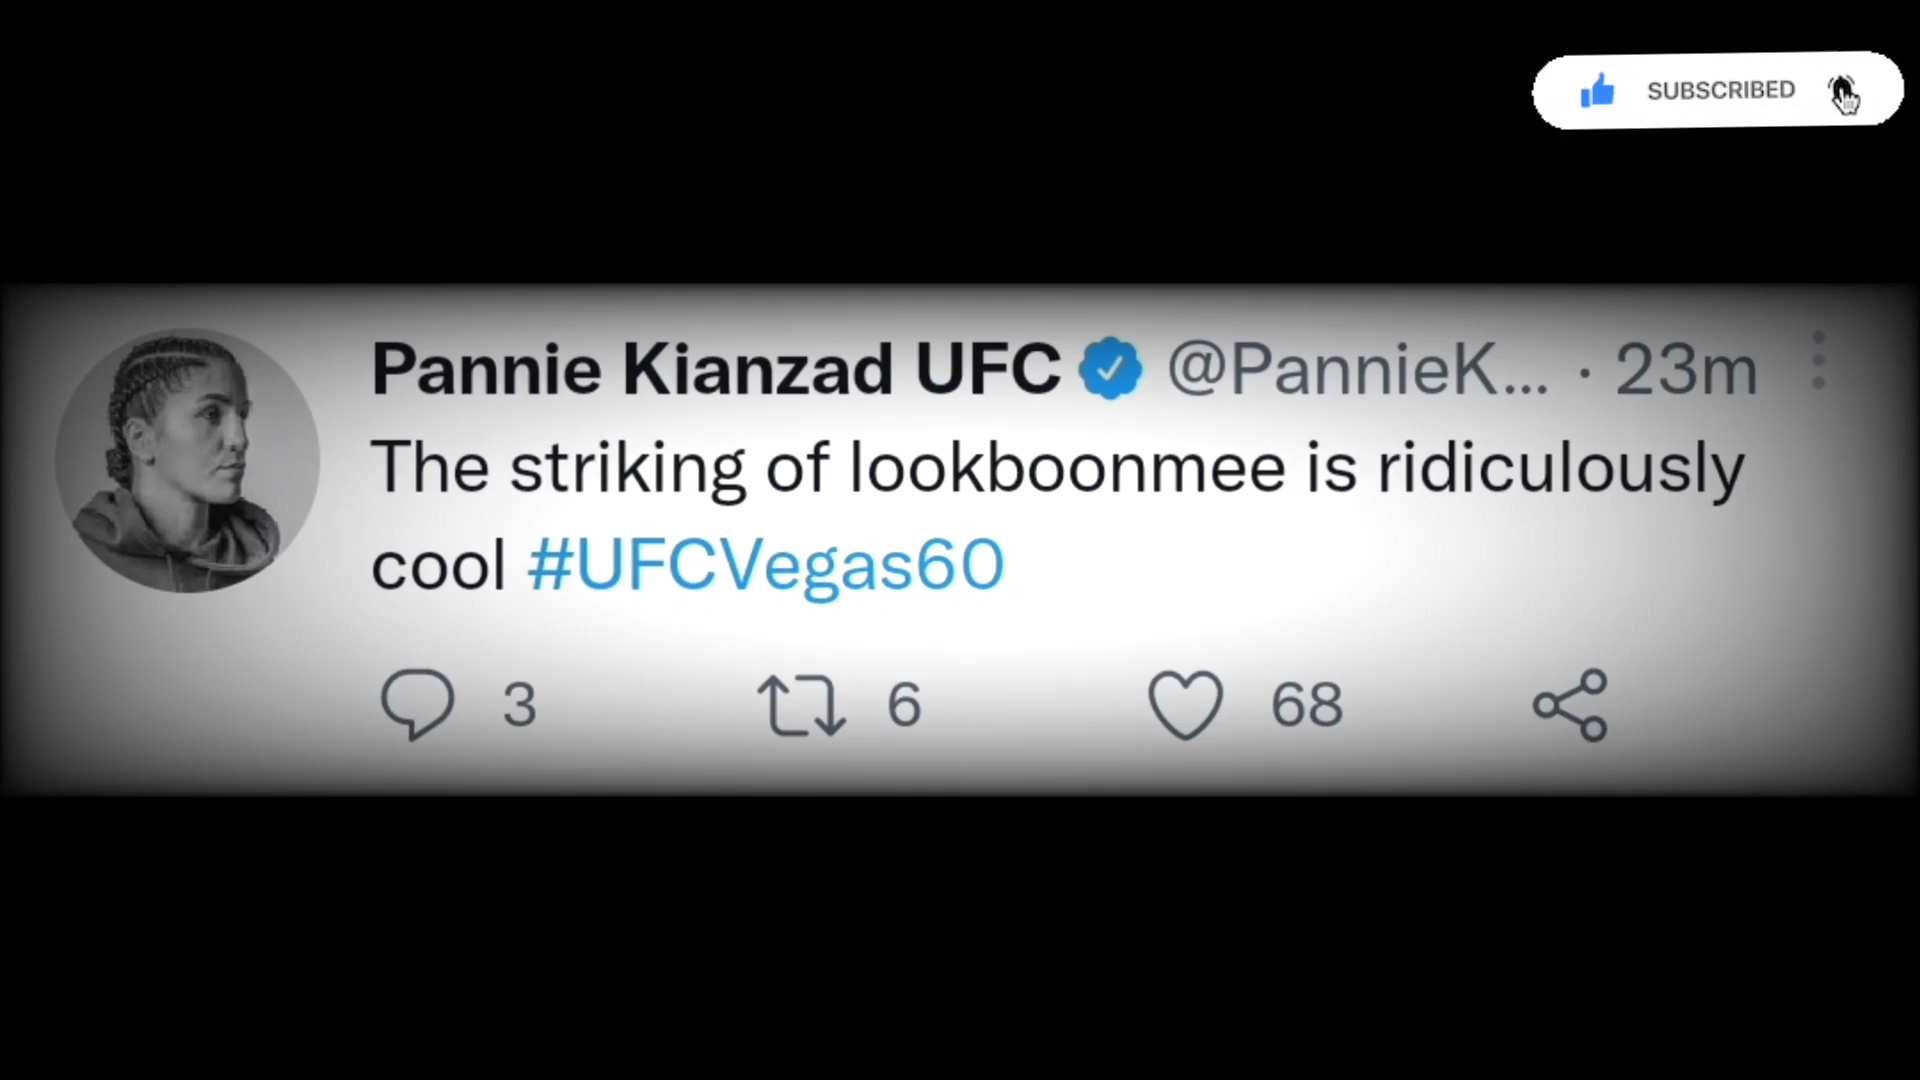 SUBSCRIBED
Pannie Kianzad UFC @PannieK... · 23m
The striking of lookboonmee is ridiculously
cool #UFCVegas60
3 6 68